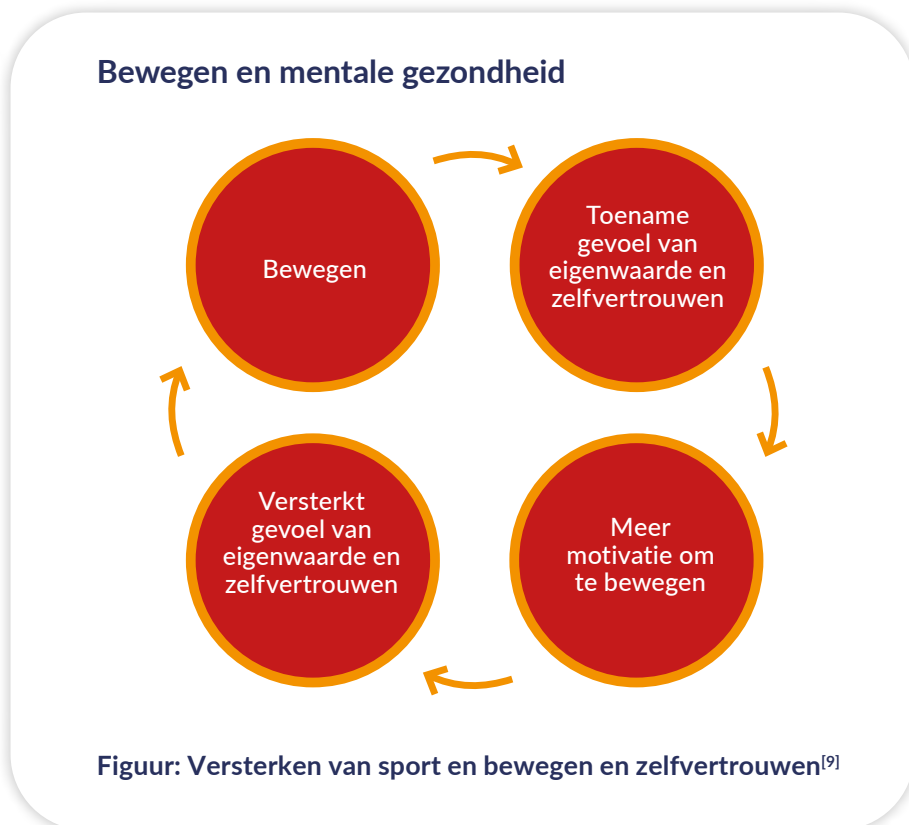 Bewegen en mentale gezondheid
Bewegen
Toename
gevoel van
eigenwaarde en
zelfvertrouwen
Versterkt
gevoel van
eigenwaarde en
zelfvertrouwen
Meer
motivatie om
te bewegen
Figuur: Versterken van sport en bewegen en zelfvertrouwen[9]